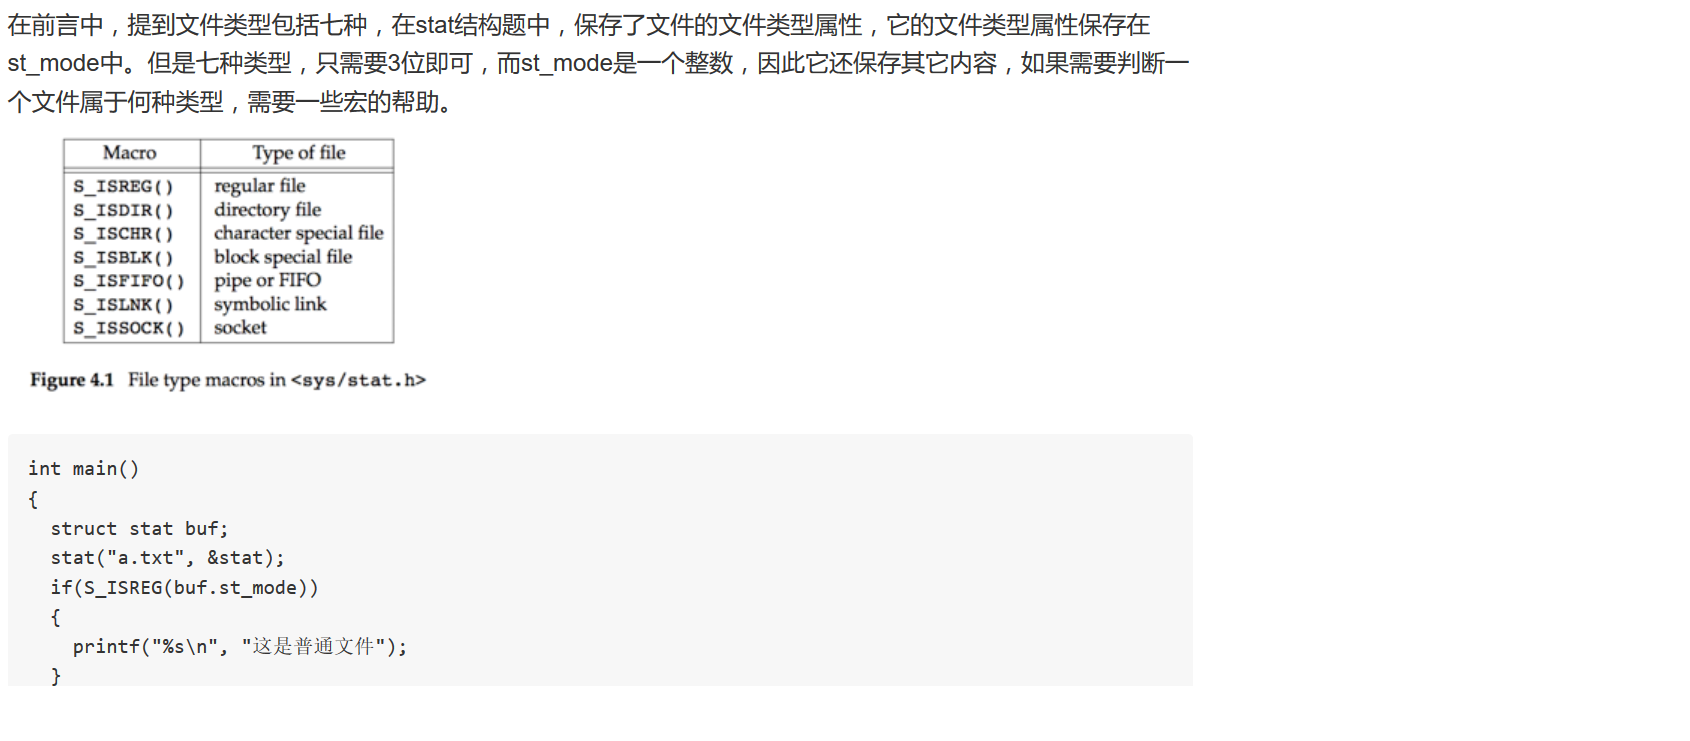 在前言中，提到文件类型包括七种，在stat结构题中，保存了文件的文件类型属性，它的文件类型属性保存在
st_mode中。但是七种类型，只需要3位即可，而st_mode是一个整数，因此它还保存其它内容，如果需要判断一
个文件属于何种类型，需要一些宏的帮助。
Macro Type of file
S_ISREG() regular file
S_ISDIR() directory file
S_ISCHR() character special file
S_ISBLK() block special file
S_ISFIFO() pipe or FIFO
S_ISLNK() symbolic link
S_ISSOCK() socket
Figure 4.1 File type macros in <sys/stat.h>
int main()
{
struct stat buf;
stat("a.txt", &stat);
if(S_ISREG(buf.st_mode))
{
printf("%s\n", "这是普通文件");
}